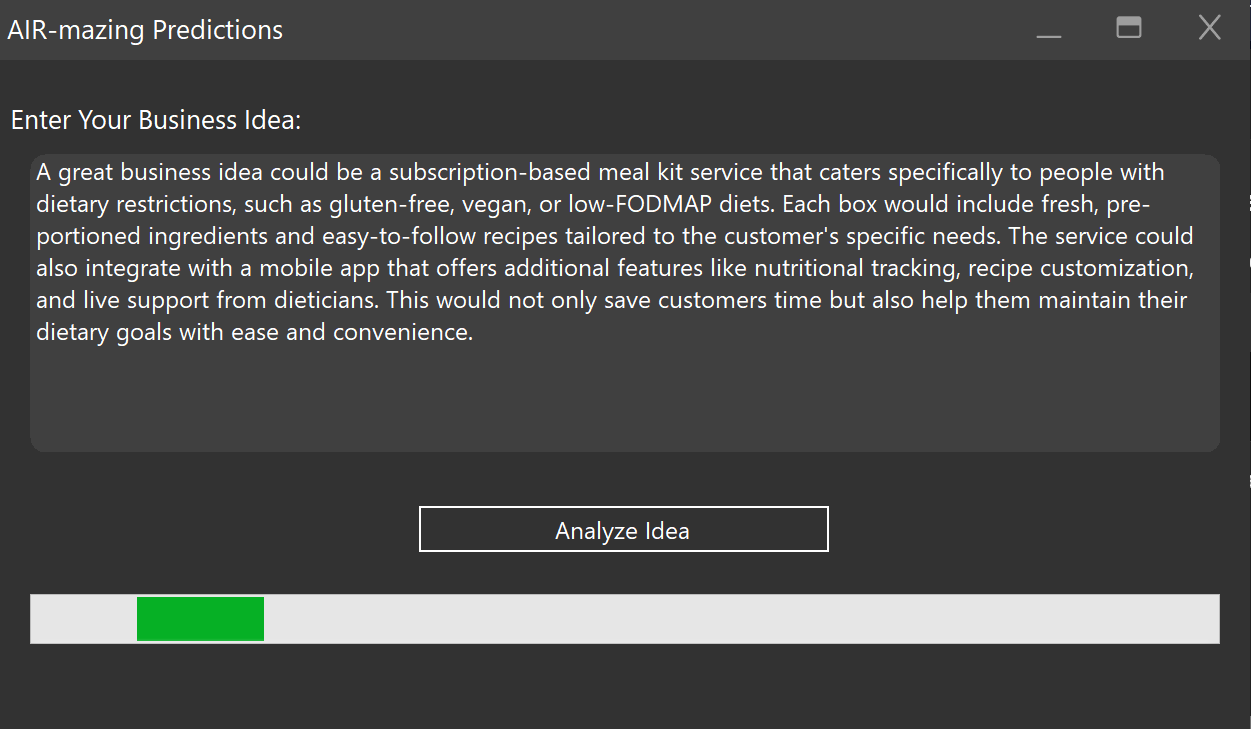 AIR-mazing Predictions
Enter Your Business Idea:
A great business idea could be a subscription-based meal kit service that caters specifically to people with
dietary restrictions, such as gluten-free, vegan, or low-FODMAP diets. Each box would include fresh, pre-
portioned ingredients and easy-to-follow recipes tailored to the customer's specific needs. The service could
also integrate with a mobile app that offers additional features like nutritional tracking, recipe customization,
and live support from dieticians. This would not only save customers time but also help them maintain their
dietary goals with ease and convenience.
Analyze Idea